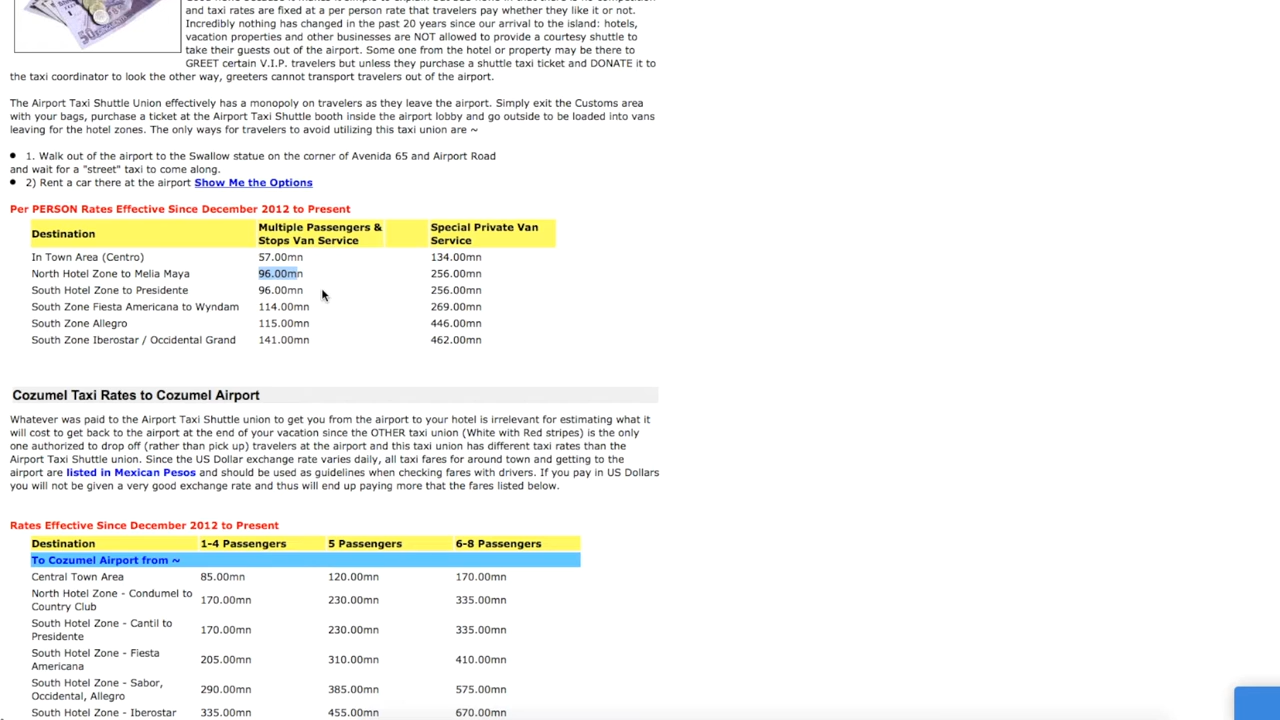 and taxi rates are fixed at a per person rate that travelers pay whether they like it or not.
Incredibly nothing has changed in the past 20 years since our arrival to the island: hotels,
vacation properties and other businesses are NOT allowed to provide a courtesy shuttle to
take their guests out of the airport. Some one from the hotel or property may be there to
GREET certain V.I.P. travelers but unless they purchase a shuttle taxi ticket and DONATE it to
the taxi coordinator to look the other way, greeters cannot transport travelers out of the airport.
The Airport Taxi Shuttle Union effectively has a monopoly on travelers as they leave the airport. Simply exit the Customs area
with your bags, purchase a ticket at the Airport Taxi Shuttle booth inside the airport lobby and go outside to be loaded into vans
leaving for the hotel zones. The only ways for travelers to avoid utilizing this taxi union are ~
• 1. Walk out of the airport to the Swallow statue on the corner of Avenida 65 and Airport Road
and wait for a "street" taxi to come along.
• 2) Rent a car there at the airport Show Me the Options
Per PERSON Rates Effective Since December 2012 to Present
Destination Multiple Passengers & Stops Van Service Special Private Van Service
In Town Area (Centro) 57.00mn 134.00mn
North Hotel Zone to Melia Maya 96.00mn 256.00mn
South Hotel Zone to Presidente 96.00mn 256.00mn
South Zone Fiesta Americana to Wyndam 114.00mn 269.00mn
South Zone Allegro 115.00mn 446.00mn
South Zone Iberostar / Occidental Grand 141.00mn 462.00mn
Cozumel Taxi Rates to Cozumel Airport
Whatever was paid to the Airport Taxi Shuttle union to get you from the airport to your hotel is irrelevant for estimating what it
will cost to get back to the airport at the end of your vacation since the OTHER taxi union (White with Red stripes) is the only
one authorized to drop off (rather than pick up) travelers at the airport and this taxi union has different taxi rates than the
Airport Taxi Shuttle union. Since the US Dollar exchange rate varies daily, all taxi fares for around town and getting to the
airport are listed in Mexican Pesos and should be used as guidelines when checking fares with drivers. If you pay in US Dollars
you will not be given a very good exchange rate and thus will end up paying more that the fares listed below.
Rates Effective Since December 2012 to Present
Destination 1-4 Passengers 5 Passengers 6-8 Passengers
To Cozumel Airport from ~
Central Town Area 85.00mn 120.00mn 170.00mn
North Hotel Zone - Condumel to Country Club 170.00mn 230.00mn 335.00mn
South Hotel Zone - Cantil to Presidente 170.00mn 230.00mn 335.00mn
South Hotel Zone - Fiesta Americana 205.00mn 310.00mn 410.00mn
South Hotel Zone - Sabor, Occidental, Allegro 290.00mn 385.00mn 575.00mn
South Hotel Zone - Iberostar 335.00mn 455.00mn 670.00mn